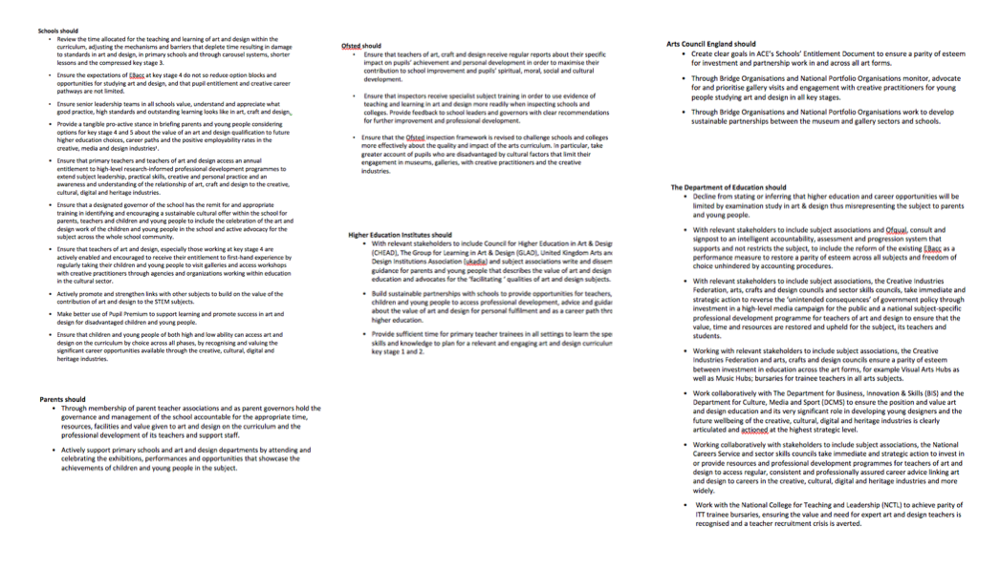 Schools should
• Review the time allocated for the teaching and learning of art and design within the
curriculum, adjusting the mechanisms and barriers that deplete time resulting in damage
to standards in art and design, in primary schools and through carousel systems, shorter
lessons and the compressed key stage 3.
• Ensure the expectations of EBacc at key stage 4 do not so reduce option blocks and
opportunities for studying art and design, and that pupil entitlement and creative career
pathways are not limited.
• Ensure senior leadership teams in all schools value, understand and appreciate what
good practice, high standards and outstanding learning looks like in art, craft and design.
• Provide a tangible pro-active stance in briefing parents and young people considering
options for key stage 4 and 5 about the value of an art and design qualification to future
higher education choices, career paths and the positive employability rates in the
creative, media and design industries¹.
• Ensure that primary teachers and teachers of art and design access an annual
entitlement to high-level research-informed professional development programmes to
extend subject leadership, practical skills, creative and personal practice and an
awareness and understanding of the relationship of art, craft and design to the creative,
cultural, digital and heritage industries.
• Ensure that a designated governor of the school has the remit for and appropriate
training in identifying and encouraging a sustainable cultural offer within the school for
parents, teachers and children and young people to include the celebration of the art and
design work of the children and young people in the school and active advocacy for the
subject across the whole school community.
• Ensure that teachers of art and design, especially those working at key stage 4 are
actively enabled and encouraged to receive their entitlement to first-hand experience by
regularly taking their children and young people to visit galleries and access workshops
with creative practitioners through agencies and organisations working within education
in the cultural sector.
• Actively promote and strengthen links with other subjects to build on the value of the
contribution of art and design to the STEM subjects.
• Make better use of Pupil Premium to support learning and promote success in art and
design for disadvantaged children and young people.
• Ensure that children and young people of both high and low ability can access art and
design on the curriculum by choice across all phases, by recognising and valuing the
significant career opportunities available through the creative, cultural, digital and
heritage industries.
Parents should
• Through membership of parent teacher associations and as parent governors hold the
governance and management of the school accountable for the appropriate time,
resources, facilities and value given to art and design on the curriculum and the
professional development of its teachers and support staff.
• Actively support primary schools and art and design departments by attending and
celebrating the exhibitions, performances and opportunities that showcase the
achievements of children and young people in the subject.
Ofsted should
• Ensure that teachers of art, craft and design receive regular reports about their specific
impact on pupils' achievement and personal development in order to maximise their
contribution to school improvement and pupils' spiritual, moral, social and cultural
development.
• Ensure that inspectors receive specialist subject training in order to use evidence of
teaching and learning in art and design more readily when inspecting schools and
colleges. Provide feedback to school leaders and governors with clear recommendations
for further improvement and professional development.
• Ensure that the Ofsted inspection framework is revised to challenge schools and colleges
more effectively about the quality and impact of the arts curriculum. In particular, take
greater account of pupils who are disadvantaged by cultural factors that limit their
engagement in museums, galleries, with creative practitioners and the creative
industries.
Higher Education Institutes should
• With relevant stakeholders to include Council for Higher Education in Art & Desig
(CHEAD), The Group for Learning in Art & Design (GLAD), United Kingdom Arts an
Design Institutions Association (ukadia) and subject associations write and dissem
guidance for parents and young people that describes the value of art and design
education and advocates for the 'facilitating' qualities of art and design subjects.
• Build sustainable partnerships with schools to provide opportunities for teachers,
children and young people to access professional development, advice and guida
about the value of art and design for personal fulfilment and as a career path thr
higher education.
• Provide sufficient time for primary teacher trainees in all settings to learn the spe
skills and knowledge to plan for a relevant and engaging art and design curriculu
key stage 1 and 2.
Arts Council England should
• Create clear goals in ACE's Schools' Entitlement Document to ensure a parity of esteem
for investment and partnership work in and across all art forms.
• Through Bridge Organisations and National Portfolio Organisations monitor, advocate
for and prioritise gallery visits and engagement with creative practitioners for young
people studying art and design in all key stages.
• Through Bridge Organisations and National Portfolio Organisations work to develop
sustainable partnerships between the museum and gallery sectors and schools.
The Department of Education should
• Decline from stating or inferring that higher education and career opportunities will be
limited by examination study in art & design thus misrepresenting the subject to parents
and young people.
• With relevant stakeholders to include subject associations and Ofqual, consult and
signpost to an intelligent accountability, assessment and progression system that
supports and not restricts the subject, to include the reform of the existing EBacc as a
performance measure to restore a parity of esteem across all subjects and freedom of
choice unhindered by accounting procedures.
• With relevant stakeholders to include subject associations, the Creative Industries
Federation, arts, crafts and design councils and sector skills councils, take immediate and
strategic action to reverse the 'unintended consequences' of government policy through
investment in a high-level media campaign for the public and a national subject-specific
professional development programme for teachers of art and design to ensure that the
value, time and resources are restored and upheld for the subject, its teachers and
students.
• Working with relevant stakeholders to include subject associations, the Creative
Industries Federation and arts, crafts and design councils ensure a parity of esteem
between investment in education across the art forms, for example Visual Arts Hubs as
well as Music Hubs; bursaries for trainee teachers in all arts subjects.
• Work collaboratively with The Department for Business, Innovation & Skills (BIS) and the
Department for Culture, Media and Sport (DCMS) to ensure the position and value art
and design education and its very significant role in developing young designers and the
future wellbeing of the creative, cultural, digital and heritage industries is clearly
articulated and actioned at the highest strategic level.
• Working collaboratively with stakeholders to include subject associations, the National
Careers Service and sector skills councils take immediate and strategic action to invest in
or provide resources and professional development programmes for teachers of art and
design to access regular, consistent and professionally assured career advice linking art
and design to careers in the creative, cultural, digital and heritage industries and more
widely.
• Work with the National College for Teaching and Leadership (NCTL) to achieve parity of
ITT trainee bursaries, ensuring the value and need for expert art and design teachers is
recognised and a teacher recruitment crisis is averted.